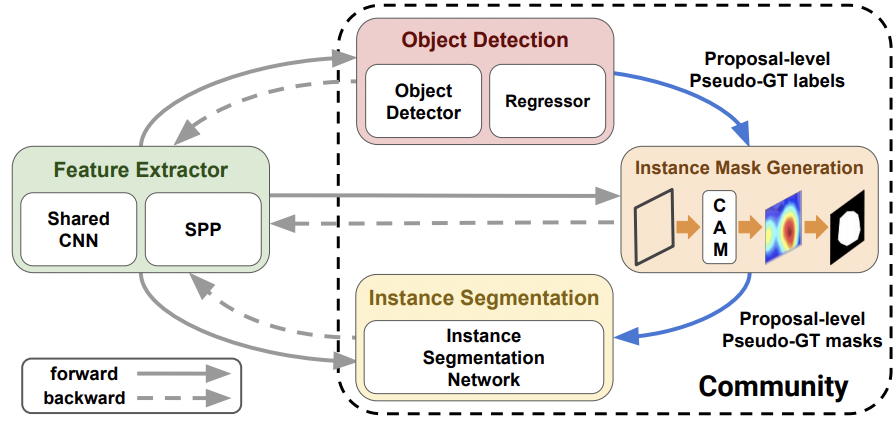 Object Detection
Object
Detector
Regressor
Proposal-level
Pseudo-GT labels
Feature Extractor
Shared
CNN
SPP
Instance Mask Generation
C
A
M
Instance Segmentation
Instance
Segmentation
Network
Proposal-level
Pseudo-GT masks
forward
backward
Community